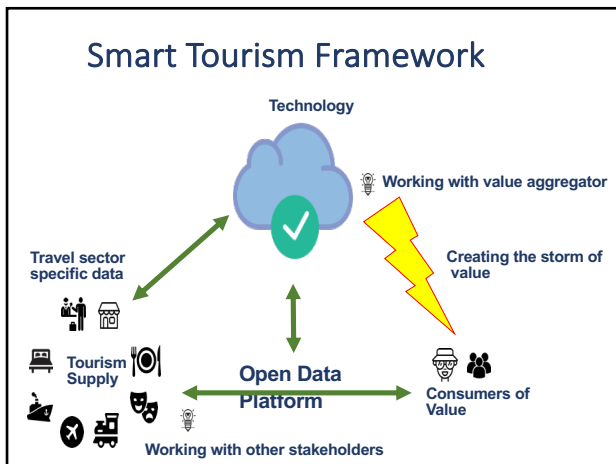 Smart Tourism Framework
Technology
Working with value aggregator
Travel sector
specific data
Creating the storm of
value
Tourism
Supply
Open Data
Platform
Consumers of
Value
Working with other stakeholders